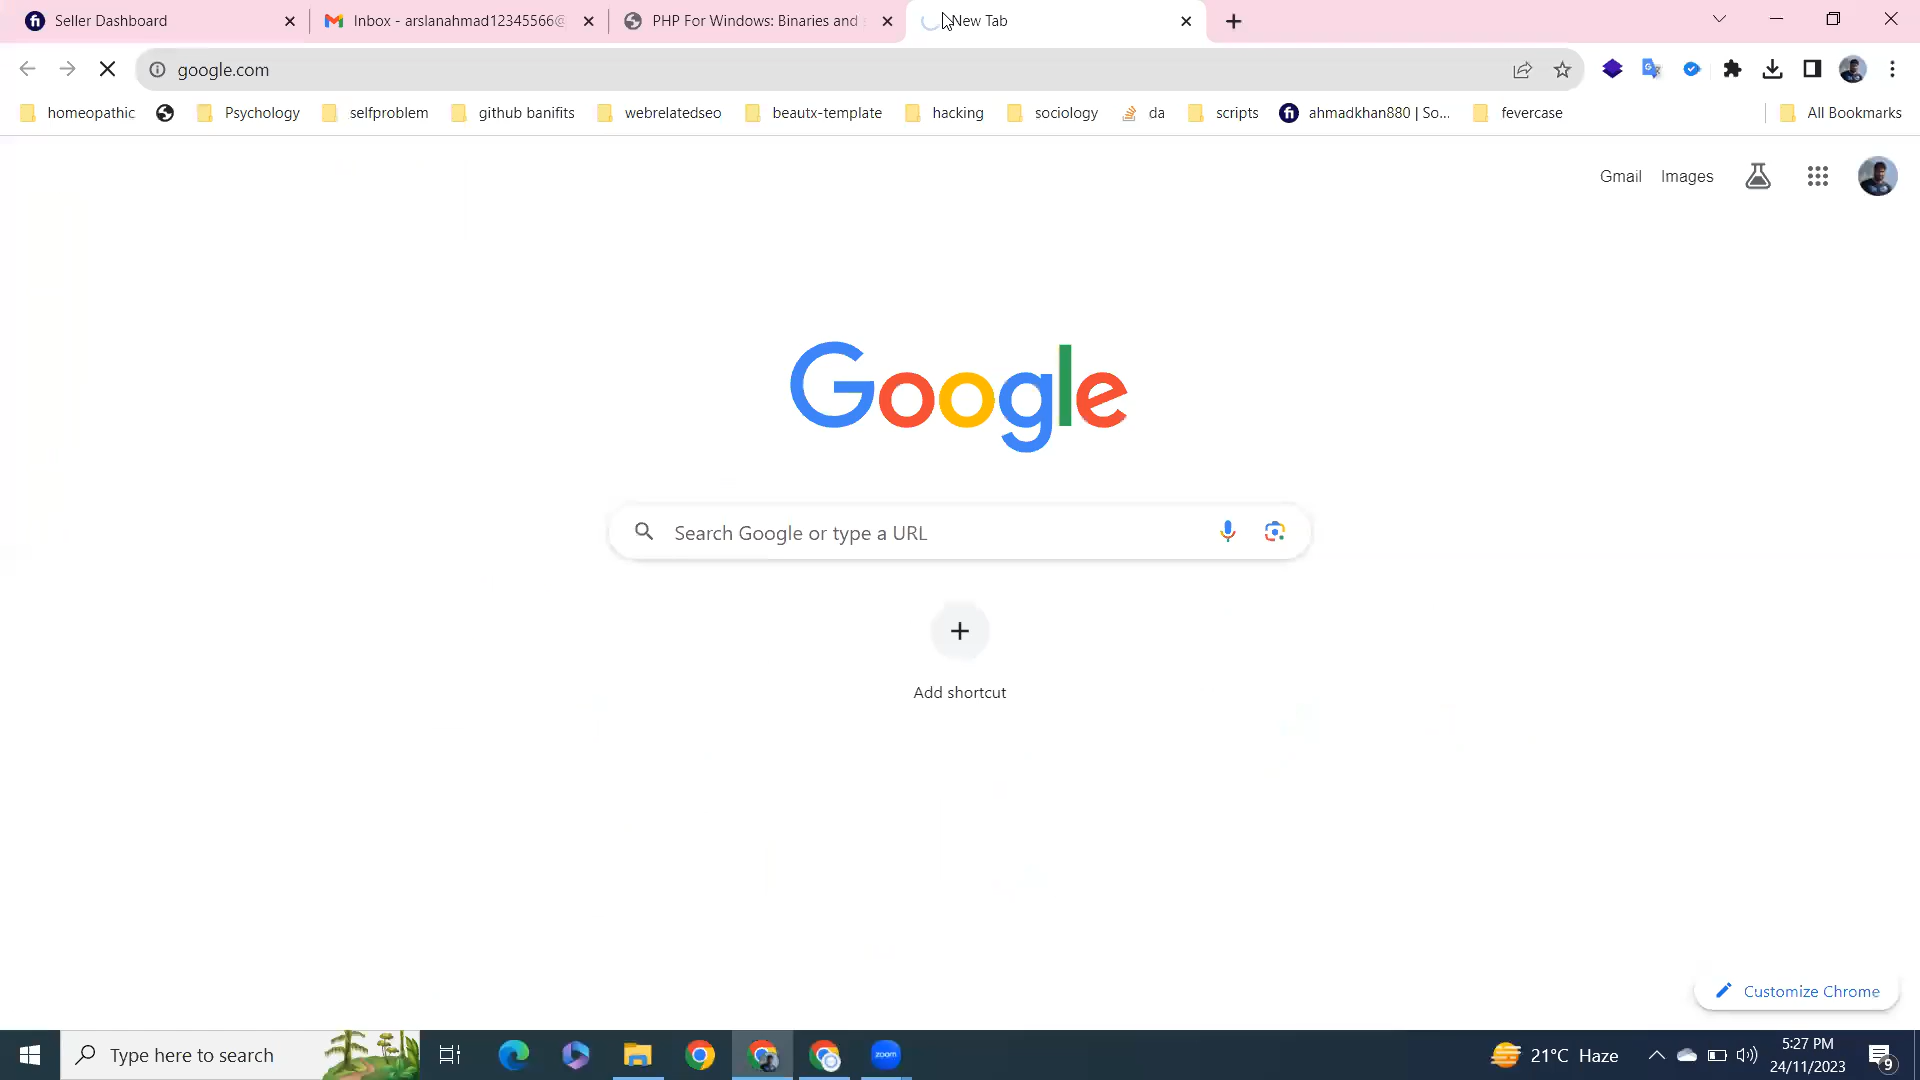 Seller Dashboard
Inbox - arslanahmad12345566@
PHP For Windows: Binaries and
New Tab
google.com
homeopathic
Psychology
selfproblem
github banifits
webrelatedseo
beautx-template
hacking
sociology
da
scripts
ahmadkhan880 | So...
fevercase
All Bookmarks
Gmail
Images
Google
Search Google or type a URL
Add shortcut
Customize Chrome
Type here to search
zoom
21°C Haze
5:27 PM
24/11/2023
9